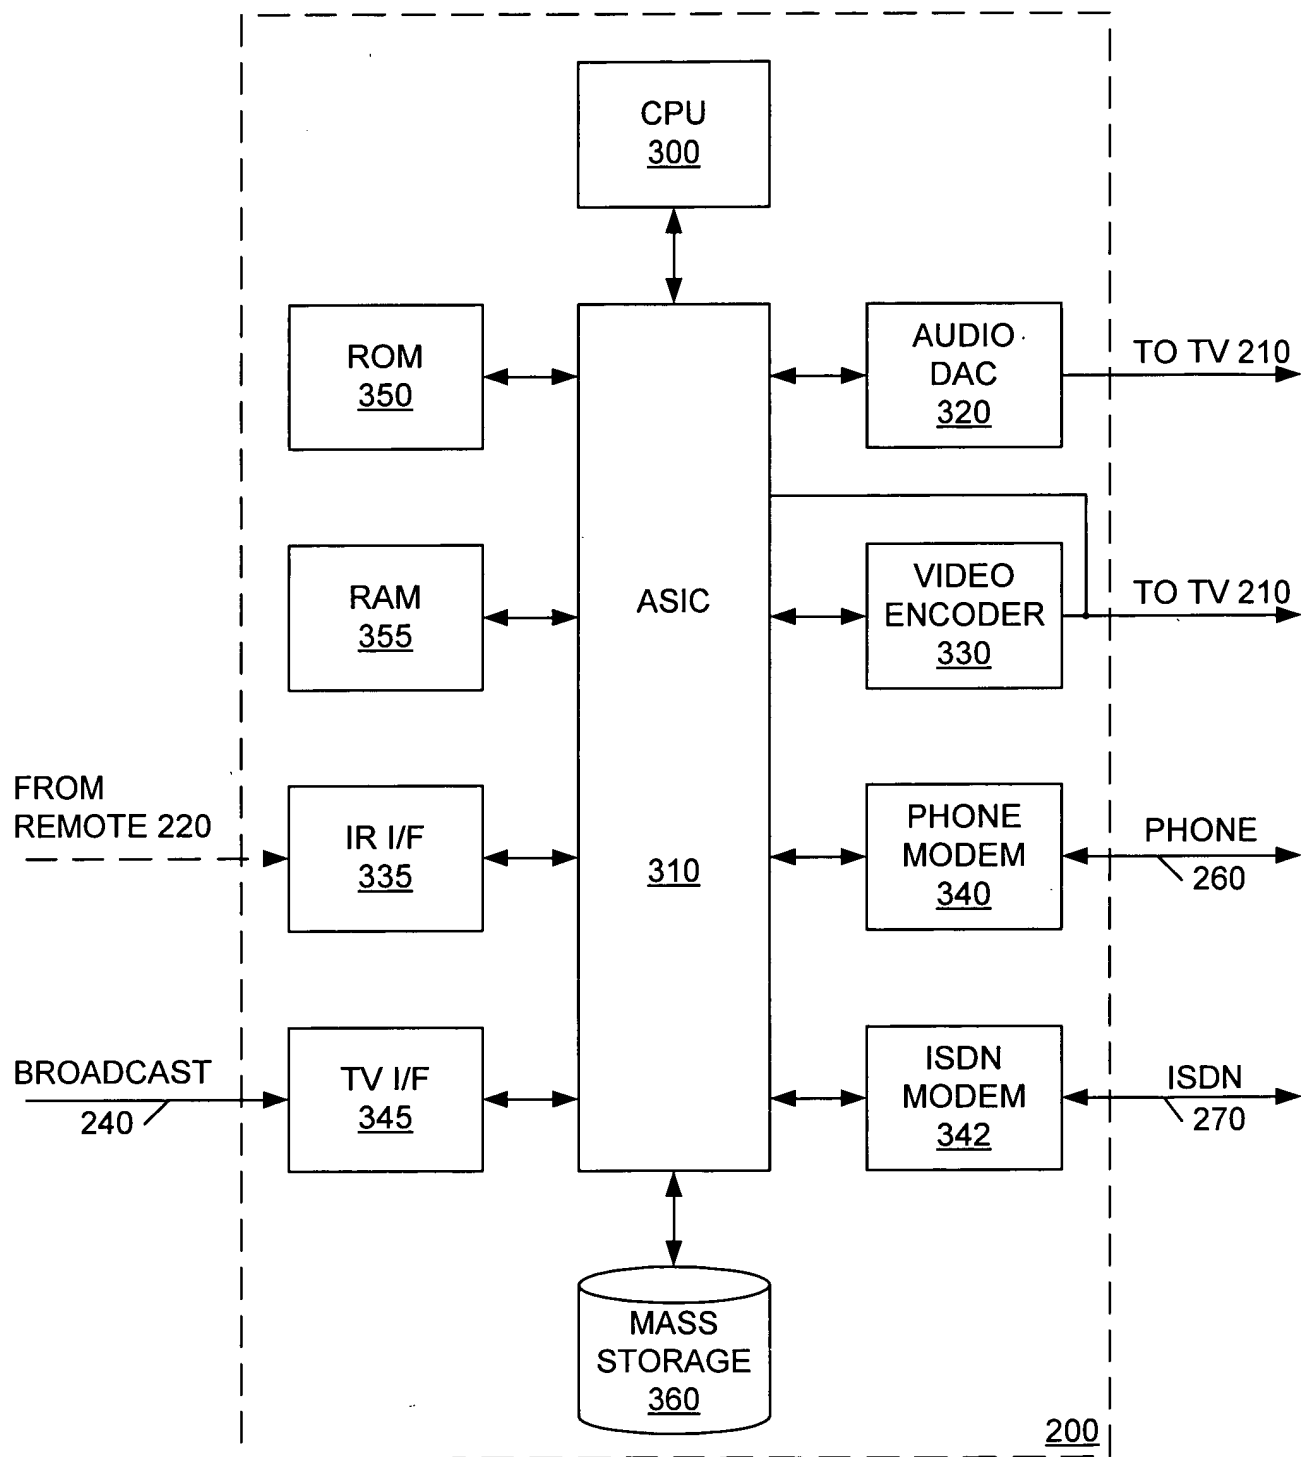 CPU
300
ROM
350
AUDIO
DAC
320
TO TV 210
RAM
355
ASIC
310
VIDEO
ENCODER
330
TO TV 210
FROM
REMOTE 220
IR I/F
335
PHONE
MODEM
340
PHONE
260
BROADCAST
240
TV I/F
345
ISDN
MODEM
342
ISDN
270
MASS
STORAGE
360
200